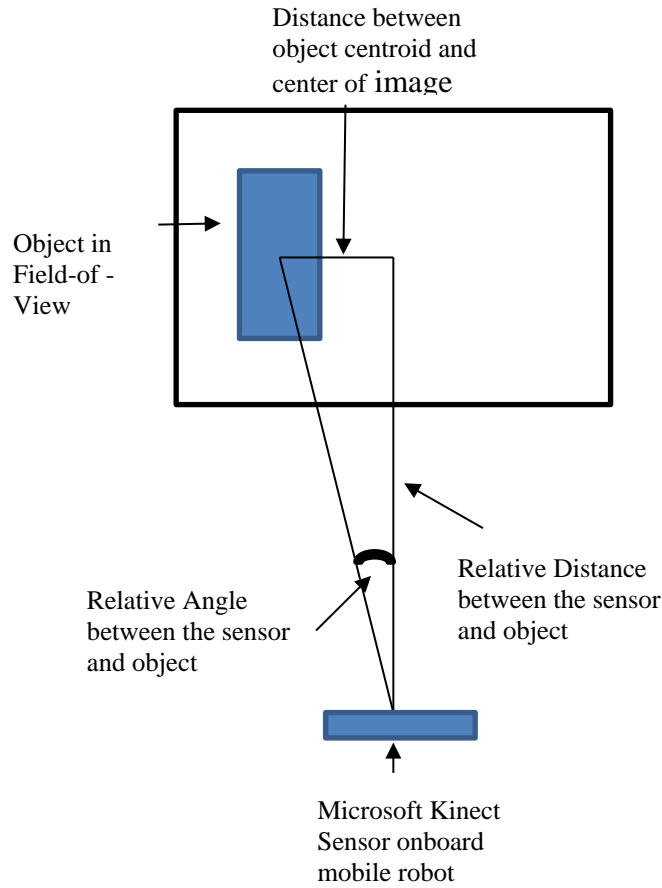 Distance between
object centroid and
center of image
Object in
Field-of -
View
Relative Angle
between the sensor
and object
Relative Distance
between the sensor
and object
Microsoft Kinect
Sensor onboard
mobile robot